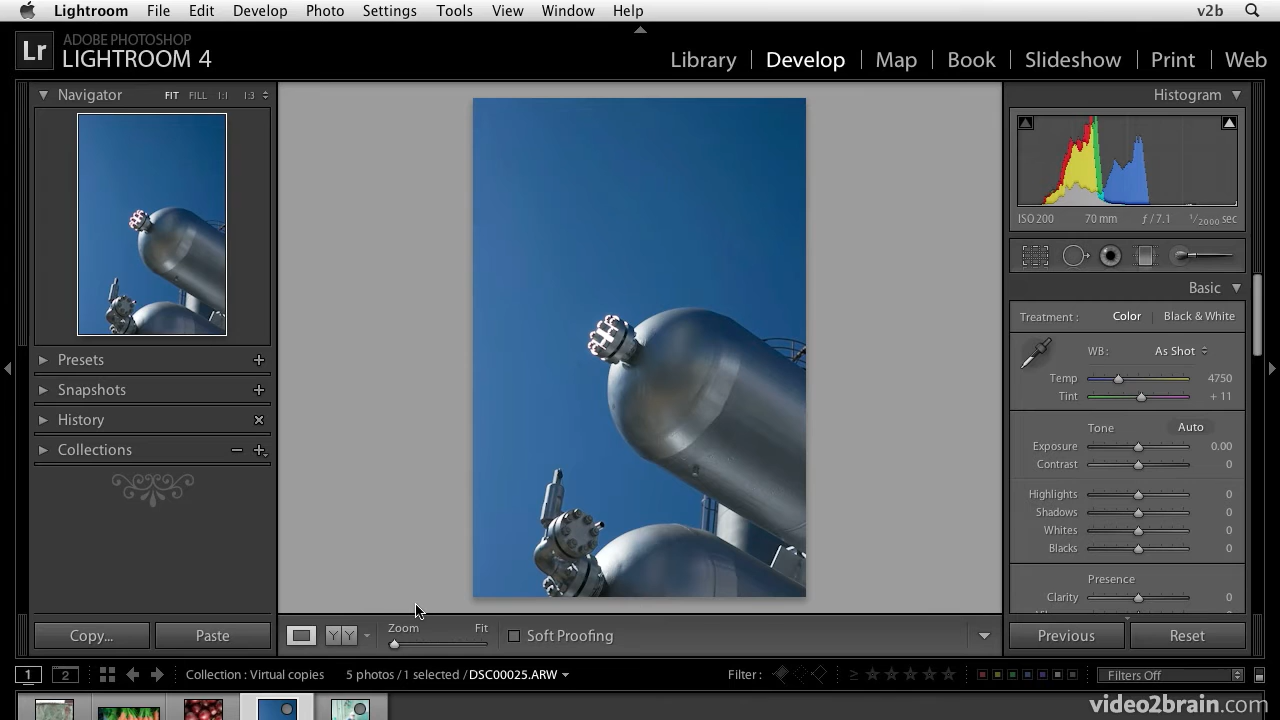 Lightroom File Edit Develop Photo Settings Tools View Window Help v2b
Lr ADOBE PHOTOSHOP
LIGHTROOM 4
Library | Develop | Map | Book | Slideshow | Print | Web
Navigator FIT FILL 1:1 1:3
Histogram
ISO 200 70 mm ƒ / 7.1 1/2000 sec
Basic
Treatment : Color | Black & White
WB: As Shot
Temp 4750
Tint + 11
Tone Auto
Exposure 0.00
Contrast 0
Highlights 0
Shadows 0
Whites 0
Blacks 0
Presence
Clarity 0
Presets +
Snapshots +
History ×
Collections − +
Copy... Paste
YY Zoom Fit Soft Proofing
Previous Reset
1 2 Collection : Virtual copies 5 photos / 1 selected / DSC00025.ARW Filter : ≥ Filters Off
video2brain.com